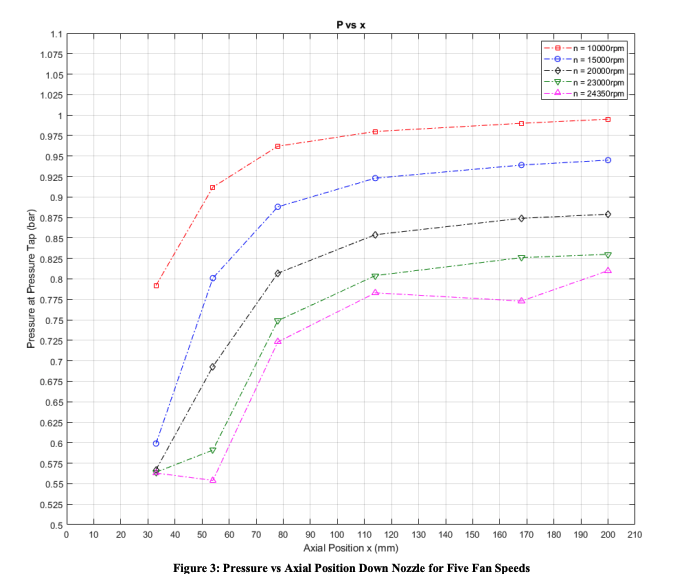 P vs x
1.1
1.075
1.05
1.025
1
0.975
0.95
0.925
0.9
0.875
0.85
0.825
0.8
0.775
0.75
0.725
0.7
0.675
0.65
0.625
0.6
0.575
0.55
0.525
0.5
Pressure at Pressure Tap (bar)
n = 10000rpm
n = 15000rpm
n = 20000rpm
n = 23000rpm
n = 24350rpm
0 10 20 30 40 50 60 70 80 90 100 110 120 130 140 150 160 170 180 190 200 210
Axial Position x (mm)
Figure 3: Pressure vs Axial Position Down Nozzle for Five Fan Speeds